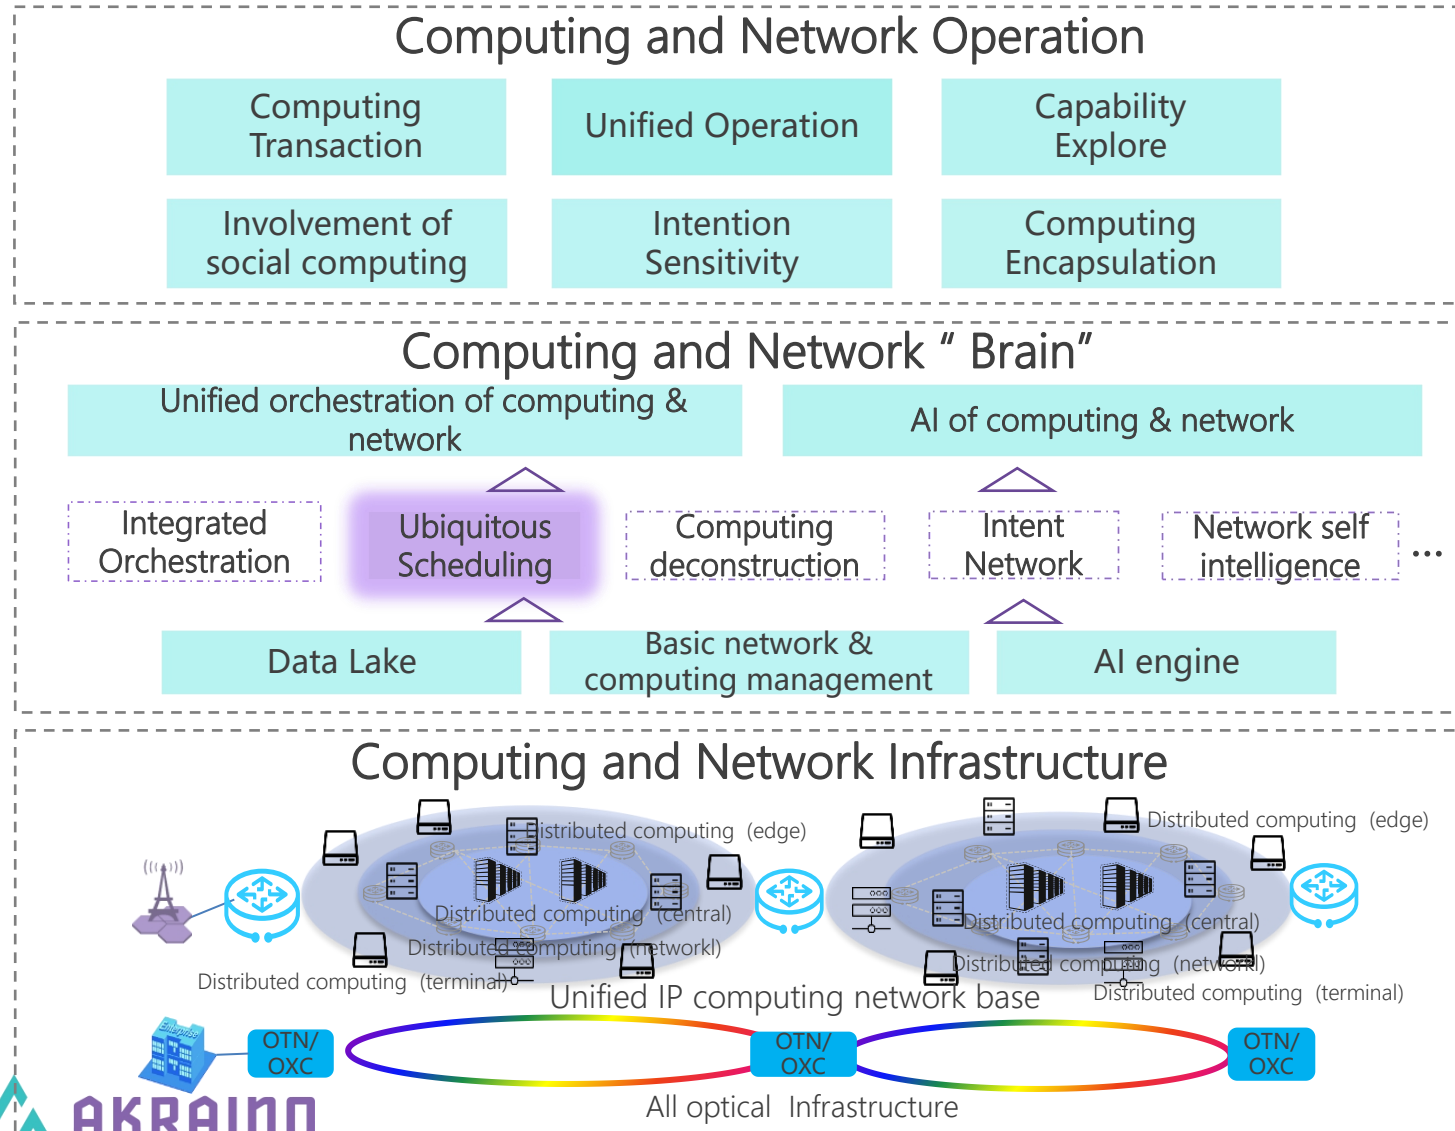 Computing and Network Operation
Computing
Transaction
Unified Operation
Capability
Explore
Involvement of
social computing
Intention
Sensitivity
Computing
Encapsulation
Computing and Network “ Brain”
Unified orchestration of computing &
network
AI of computing & network
Integrated
Orchestration
Ubiquitous
Scheduling
Computing
deconstruction
Intent
Network
Network self
intelligence
...
Data Lake
Basic network &
computing management
AI engine
Computing and Network Infrastructure
Distributed computing (edge)
Distributed computing (edge)
Distributed computing (central)
Distributed computing (central)
Distributed computing (networkl)
Distributed computing (networkl)
Distributed computing (terminal)
Distributed computing (terminal)
Unified IP computing network base
Enterprise
OTN/
OXC
OTN/
OXC
OTN/
OXC
All optical Infrastructure
AKRAINO